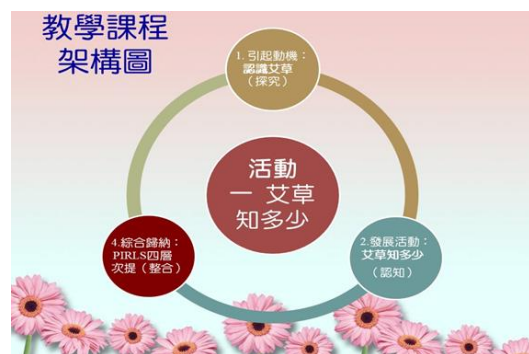 教學課程
架構圖
1. 引起動機：
認識艾草
（探究）
活動
一 艾草
知多少
4.綜合歸納：
PIRLS四層
次提（整合）
2.發展活動：
艾草知多少
（認知）